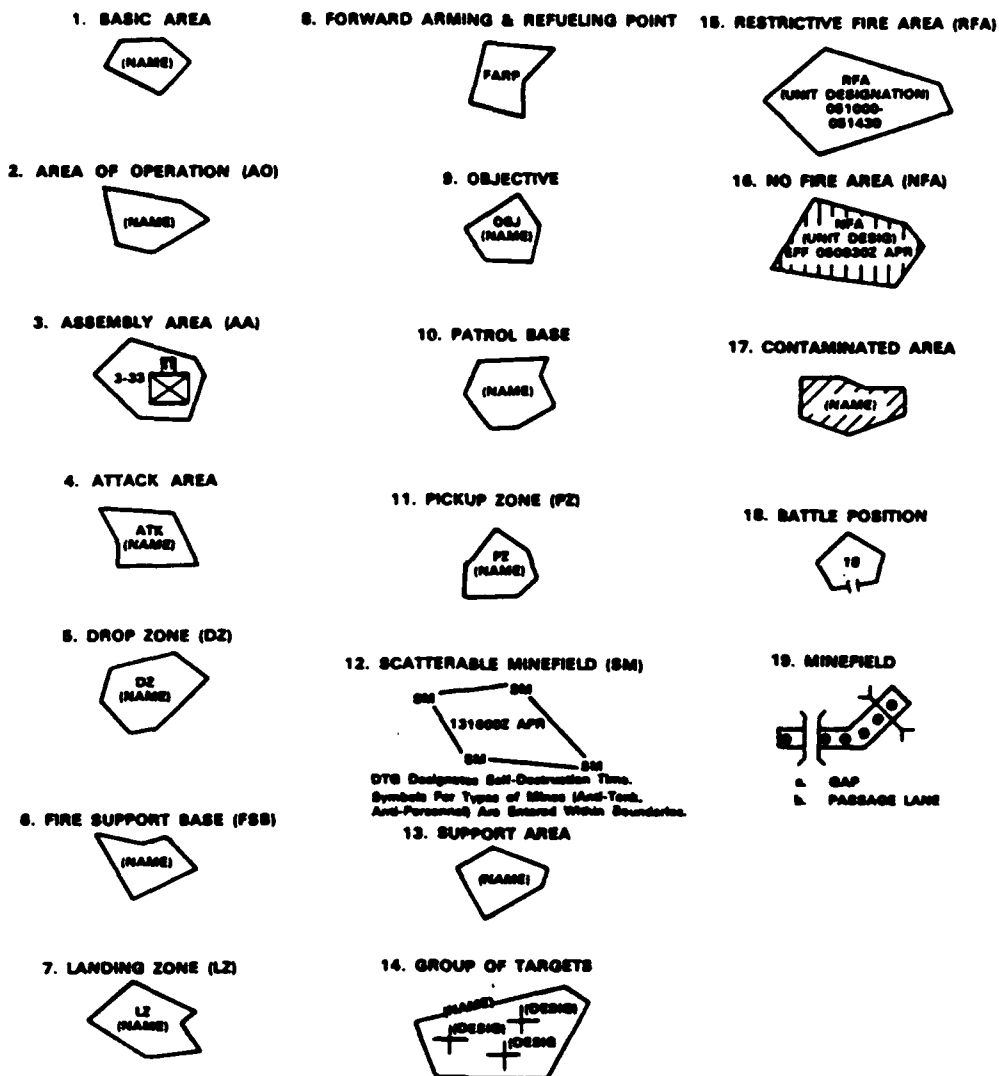 1. BASIC AREA
(NAME)
2. AREA OF OPERATION (AO)
(NAME)
3. ASSEMBLY AREA (AA)
3-33
4. ATTACK AREA
ATK
(NAME)
5. DROP ZONE (DZ)
DZ
(NAME)
6. FIRE SUPPORT BASE (FSB)
(NAME)
7. LANDING ZONE (LZ)
LZ
(NAME)
8. FORWARD ARMING & REFUELING POINT
FARP
9. OBJECTIVE
OBJ
(NAME)
10. PATROL BASE
(NAME)
11. PICKUP ZONE (PZ)
PZ
(NAME)
12. SCATTERABLE MINEFIELD (SM)
SM
SM
131600Z APR
SM
SM
DTG Designates Self-Destruction Time.
Symbols For Types of Mines (Anti-Tank,
Anti-Personnel) Are Entered Within Boundaries.
13. SUPPORT AREA
(NAME)
14. GROUP OF TARGETS
(NAME)
(DESIG)
(DESIG)
(DESIG
15. RESTRICTIVE FIRE AREA (RFA)
RFA
(UNIT DESIGNATION)
051000-
051430
16. NO FIRE AREA (NFA)
NFA
(UNIT DESIG)
EFF 050830Z APR
17. CONTAMINATED AREA
(NAME)
18. BATTLE POSITION
19. MINEFIELD
a. GAP
b. PASSAGE LANE